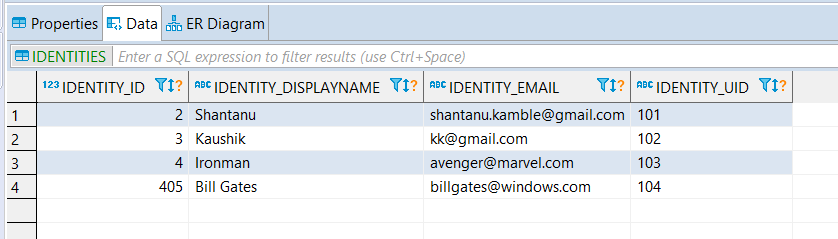 Properties Data ER Diagram
IDENTITIES Enter a SQL expression to filter results (use Ctrl+Space)
123 IDENTITY_ID ABC IDENTITY_DISPLAYNAME ABC IDENTITY_EMAIL ABC IDENTITY_UID
1 2 Shantanu shantanu.kamble@gmail.com 101
2 3 Kaushik kk@gmail.com 102
3 4 Ironman avenger@marvel.com 103
4 405 Bill Gates billgates@windows.com 104